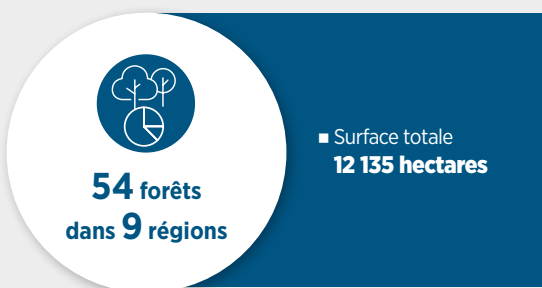 54 forêts
dans 9 régions
■ Surface totale
12 135 hectares